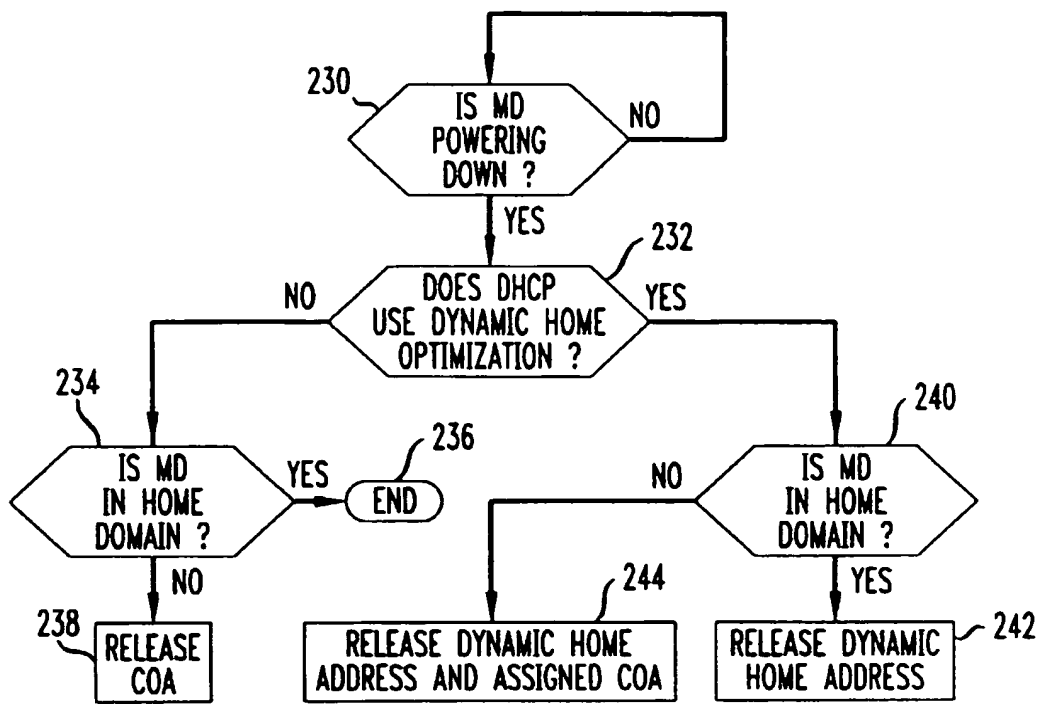 230
IS MD
POWERING
DOWN ?
NO
YES
232
DOES DHCP
USE DYNAMIC HOME
OPTIMIZATION ?
NO
YES
234
IS MD
IN HOME
DOMAIN ?
YES
236
END
NO
238
RELEASE
COA
240
IS MD
IN HOME
DOMAIN ?
NO
YES
244
RELEASE DYNAMIC HOME
ADDRESS AND ASSIGNED COA
242
RELEASE DYNAMIC
HOME ADDRESS